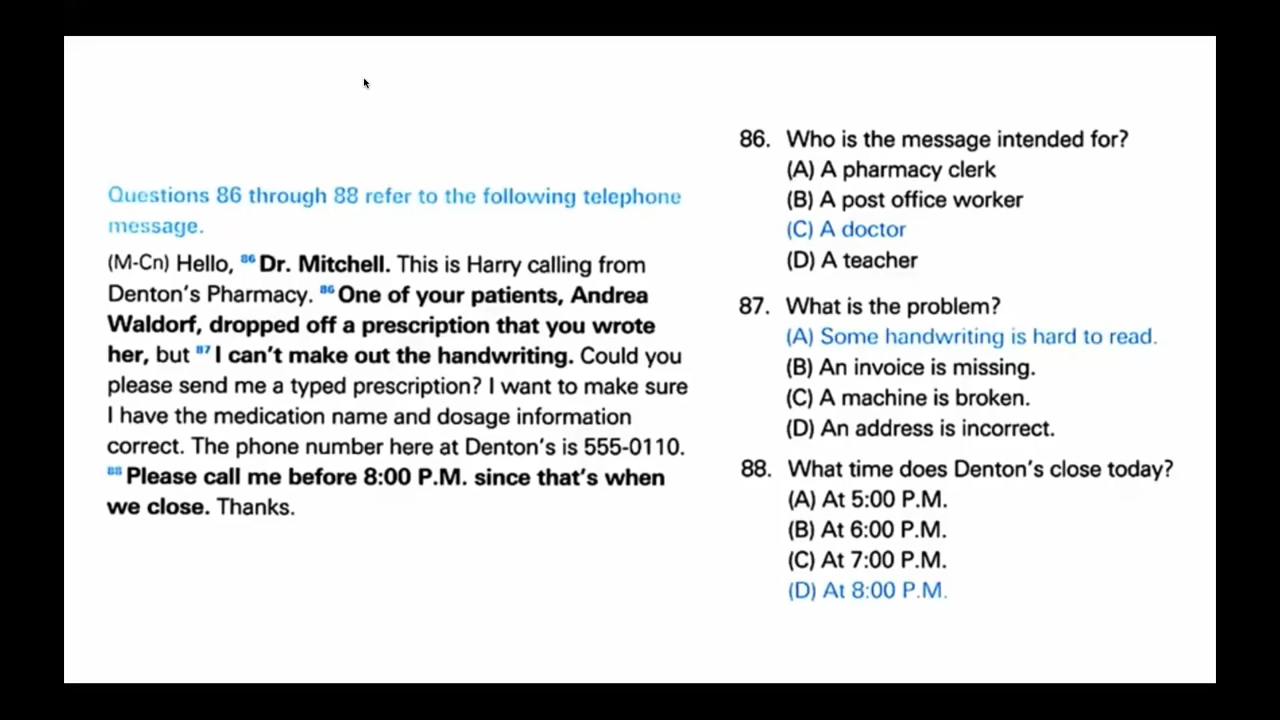 Questions 86 through 88 refer to the following telephone
message.
(M-Cn) Hello, 86 Dr. Mitchell. This is Harry calling from
Denton's Pharmacy. 86 One of your patients, Andrea
Waldorf, dropped off a prescription that you wrote
her, but 87 I can't make out the handwriting. Could you
please send me a typed prescription? I want to make sure
I have the medication name and dosage information
correct. The phone number here at Denton's is 555-0110.
88 Please call me before 8:00 P.M. since that's when
we close. Thanks.
86. Who is the message intended for?
(A) A pharmacy clerk
(B) A post office worker
(C) A doctor
(D) A teacher
87. What is the problem?
(A) Some handwriting is hard to read.
(B) An invoice is missing.
(C) A machine is broken.
(D) An address is incorrect.
88. What time does Denton's close today?
(A) At 5:00 P.M.
(B) At 6:00 P.M.
(C) At 7:00 P.M.
(D) At 8:00 P.M.